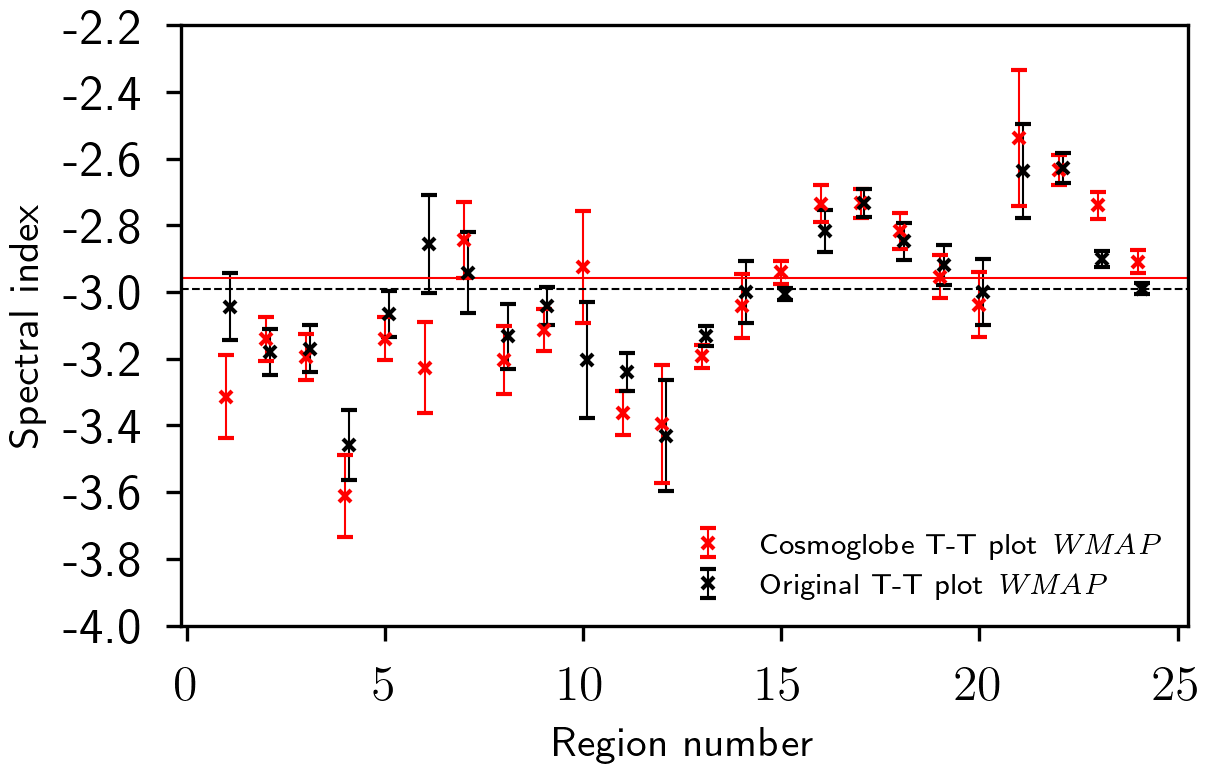 -2.2
-2.4
-2.6
-2.8
-3.0
-3.2
-3.4
-3.6
-3.8
-4.0
Spectral index
Cosmoglobe T-T plot WMAP
Original T-T plot WMAP
0 5 10 15 20 25
Region number